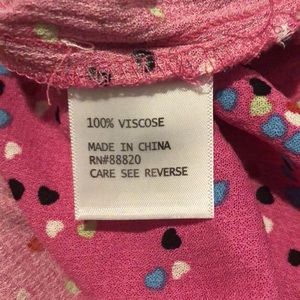 100% VISCOSE
MADE IN CHINA
RN#88820
CARE SEE REVERSE